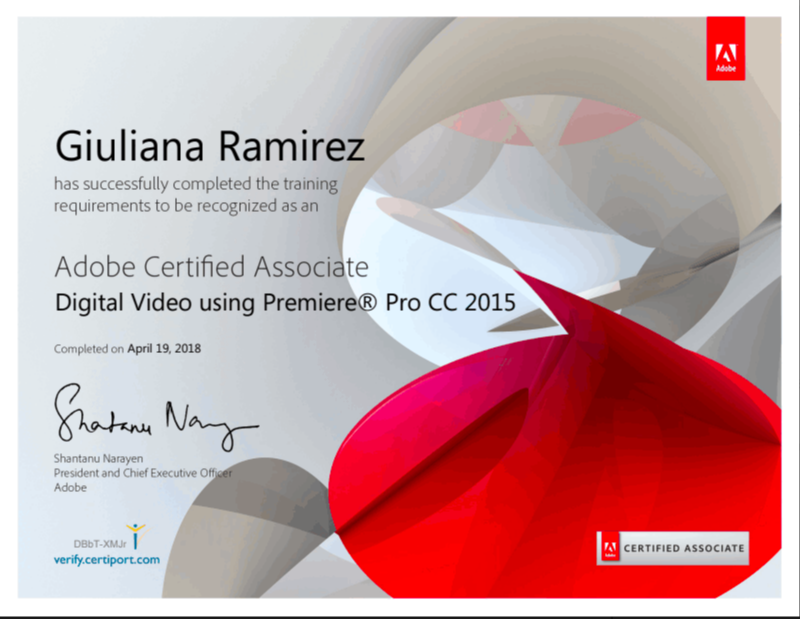 Adobe
Giuliana Ramirez
has successfully completed the training
requirements to be recognized as an
Adobe Certified Associate
Digital Video using Premiere® Pro CC 2015
Completed on April 19, 2018
Shantanu Naray
Shantanu Narayen
President and Chief Executive Officer
Adobe
DBbT-XMJr
verify.certiport.com
CERTIFIED ASSOCIATE